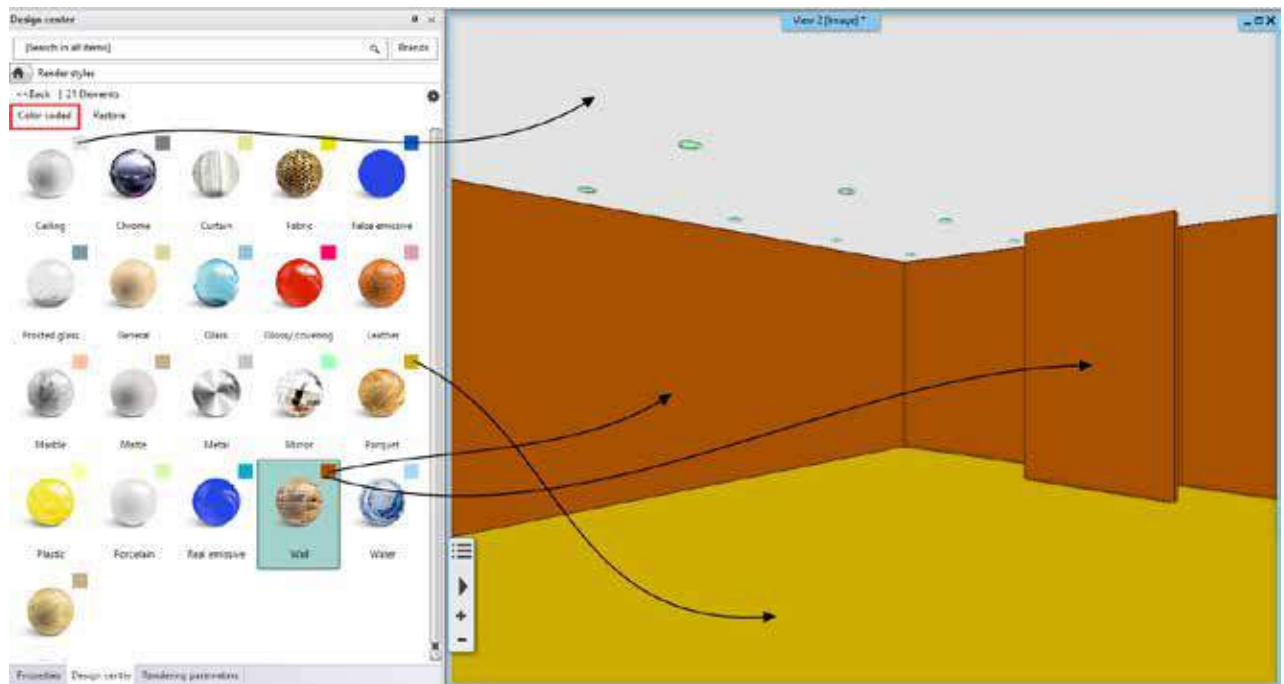 Design center
View 2 [Image] *
[Search in all items]
Brands
Render styles
<<Back | 21 Elements
Color coded Restore
Ceiling Chrome Curtain Fabric False emissive
Frosted glass General Glass Glossy covering Leather
Marble Matte Metal Mirror Parquet
Plastic Porcelain Real emissive Wall Water
Properties Design center Rendering parameters